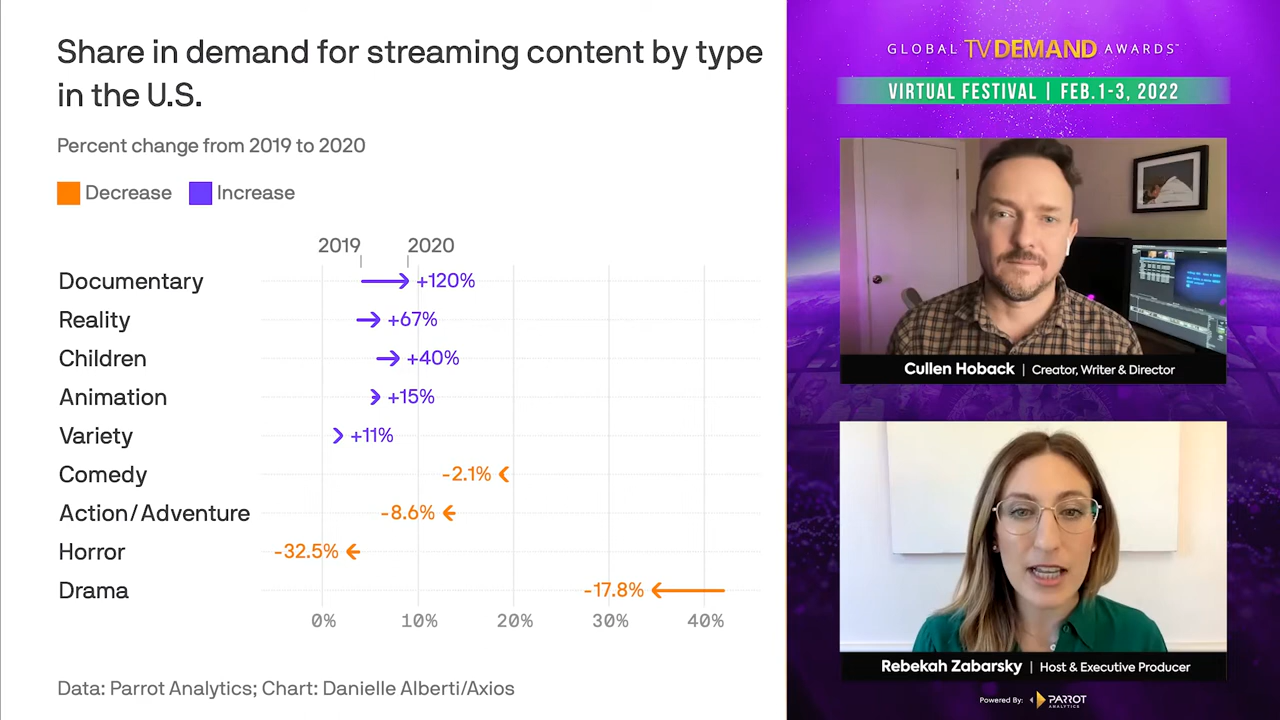 Share in demand for streaming content by type
in the U.S.
Percent change from 2019 to 2020
Decrease Increase
2019 2020
Documentary +120%
Reality +67%
Children +40%
Animation +15%
Variety +11%
Comedy -2.1%
Action/Adventure -8.6%
Horror -32.5%
Drama -17.8%
0% 10% 20% 30% 40%
Data: Parrot Analytics; Chart: Danielle Alberti/Axios
GLOBAL TV DEMAND AWARDS
VIRTUAL FESTIVAL | FEB.1-3, 2022
Cullen Hoback | Creator, Writer & Director
Rebekah Zabarsky | Host & Executive Producer
Powered By: PARROT
ANALYTICS